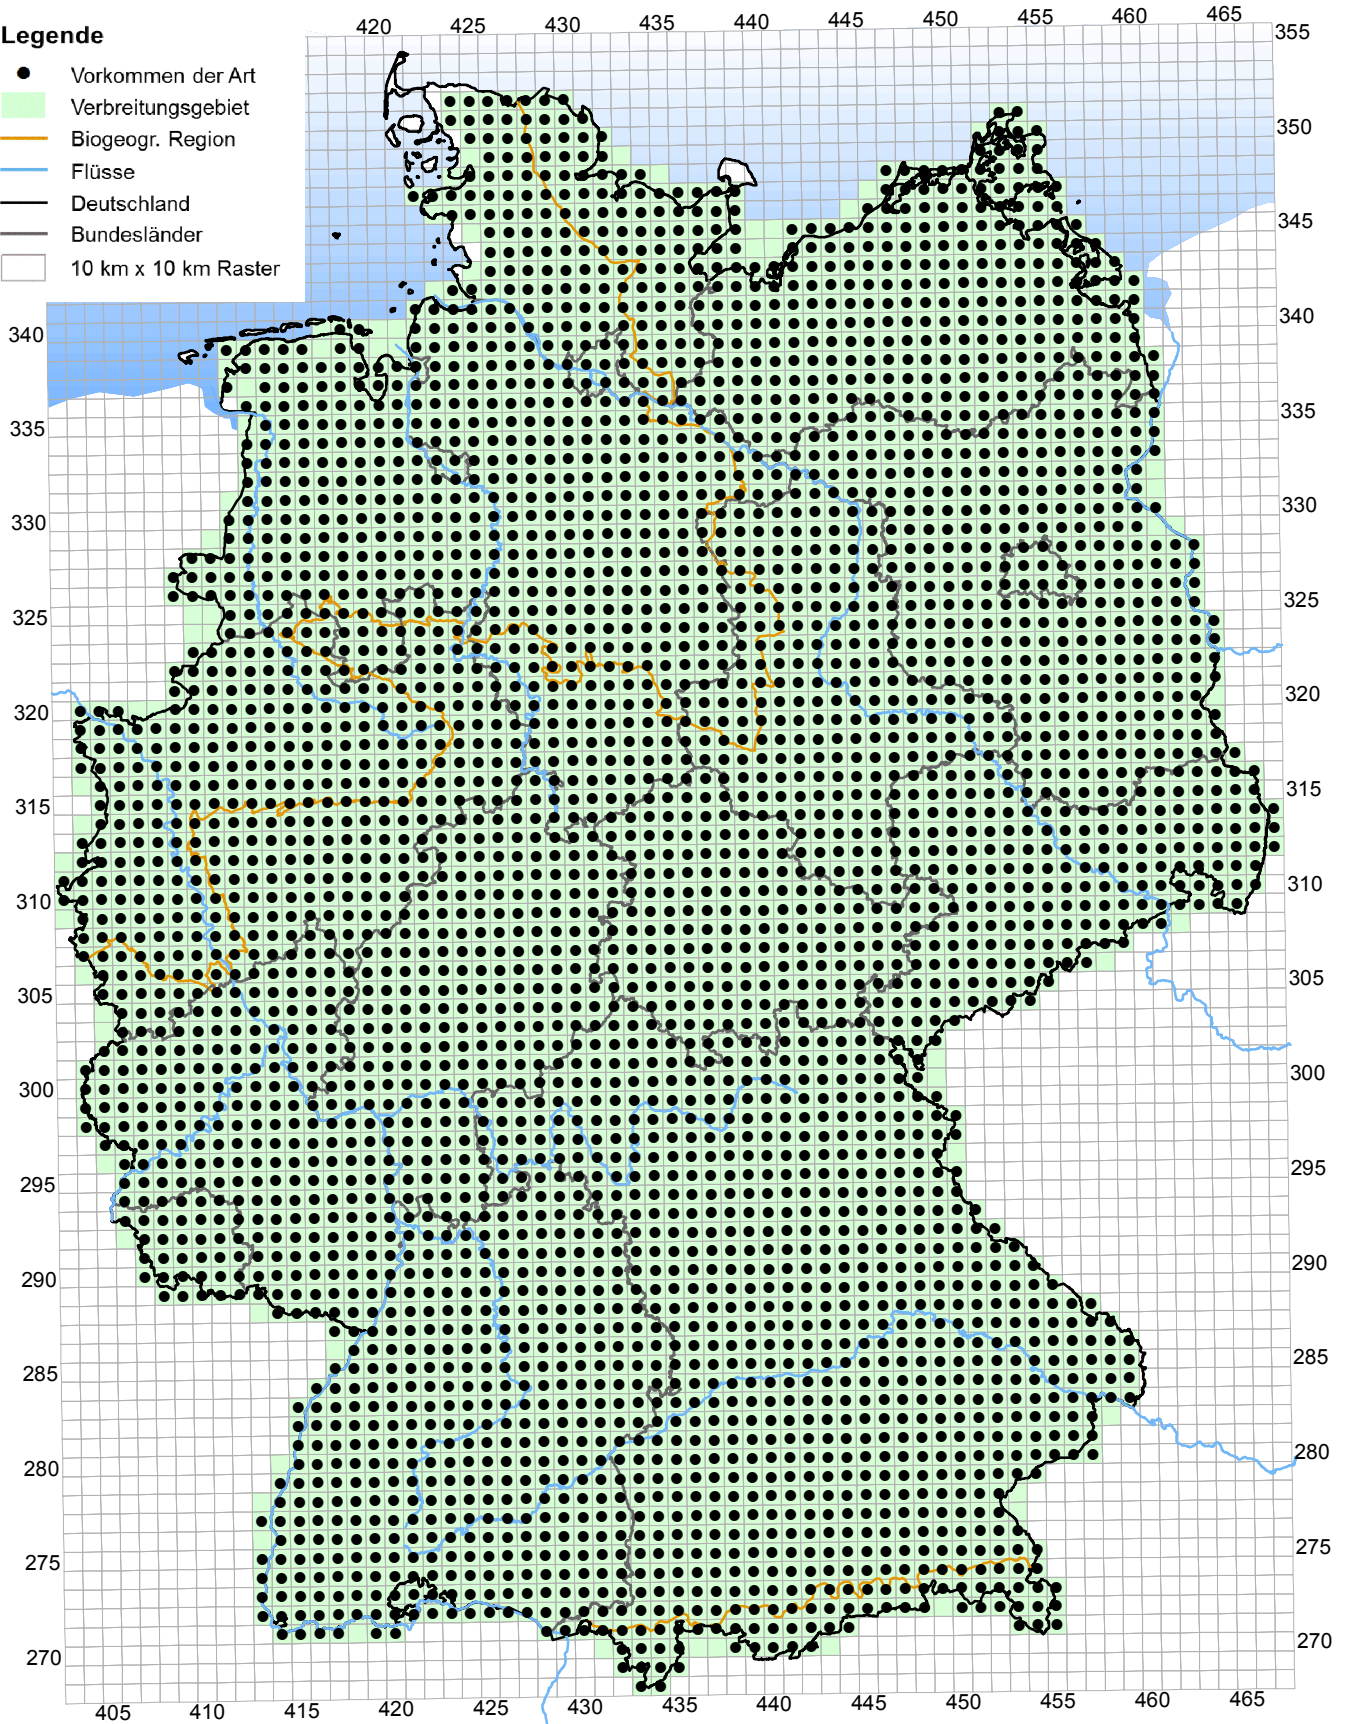 420 425 430 435 440 445 450 455 460 465
355
Legende
Vorkommen der Art
Verbreitungsgebiet
Biogeogr. Region
Flüsse
Deutschland
Bundesländer
10 km x 10 km Raster
350
345
340 340
335 335
330 330
325 325
320 320
315 315
310 310
305 305
300 300
295 295
290 290
285 285
280 280
275 275
270 270
405 410 415 420 425 430 435 440 445 450 455 460 465